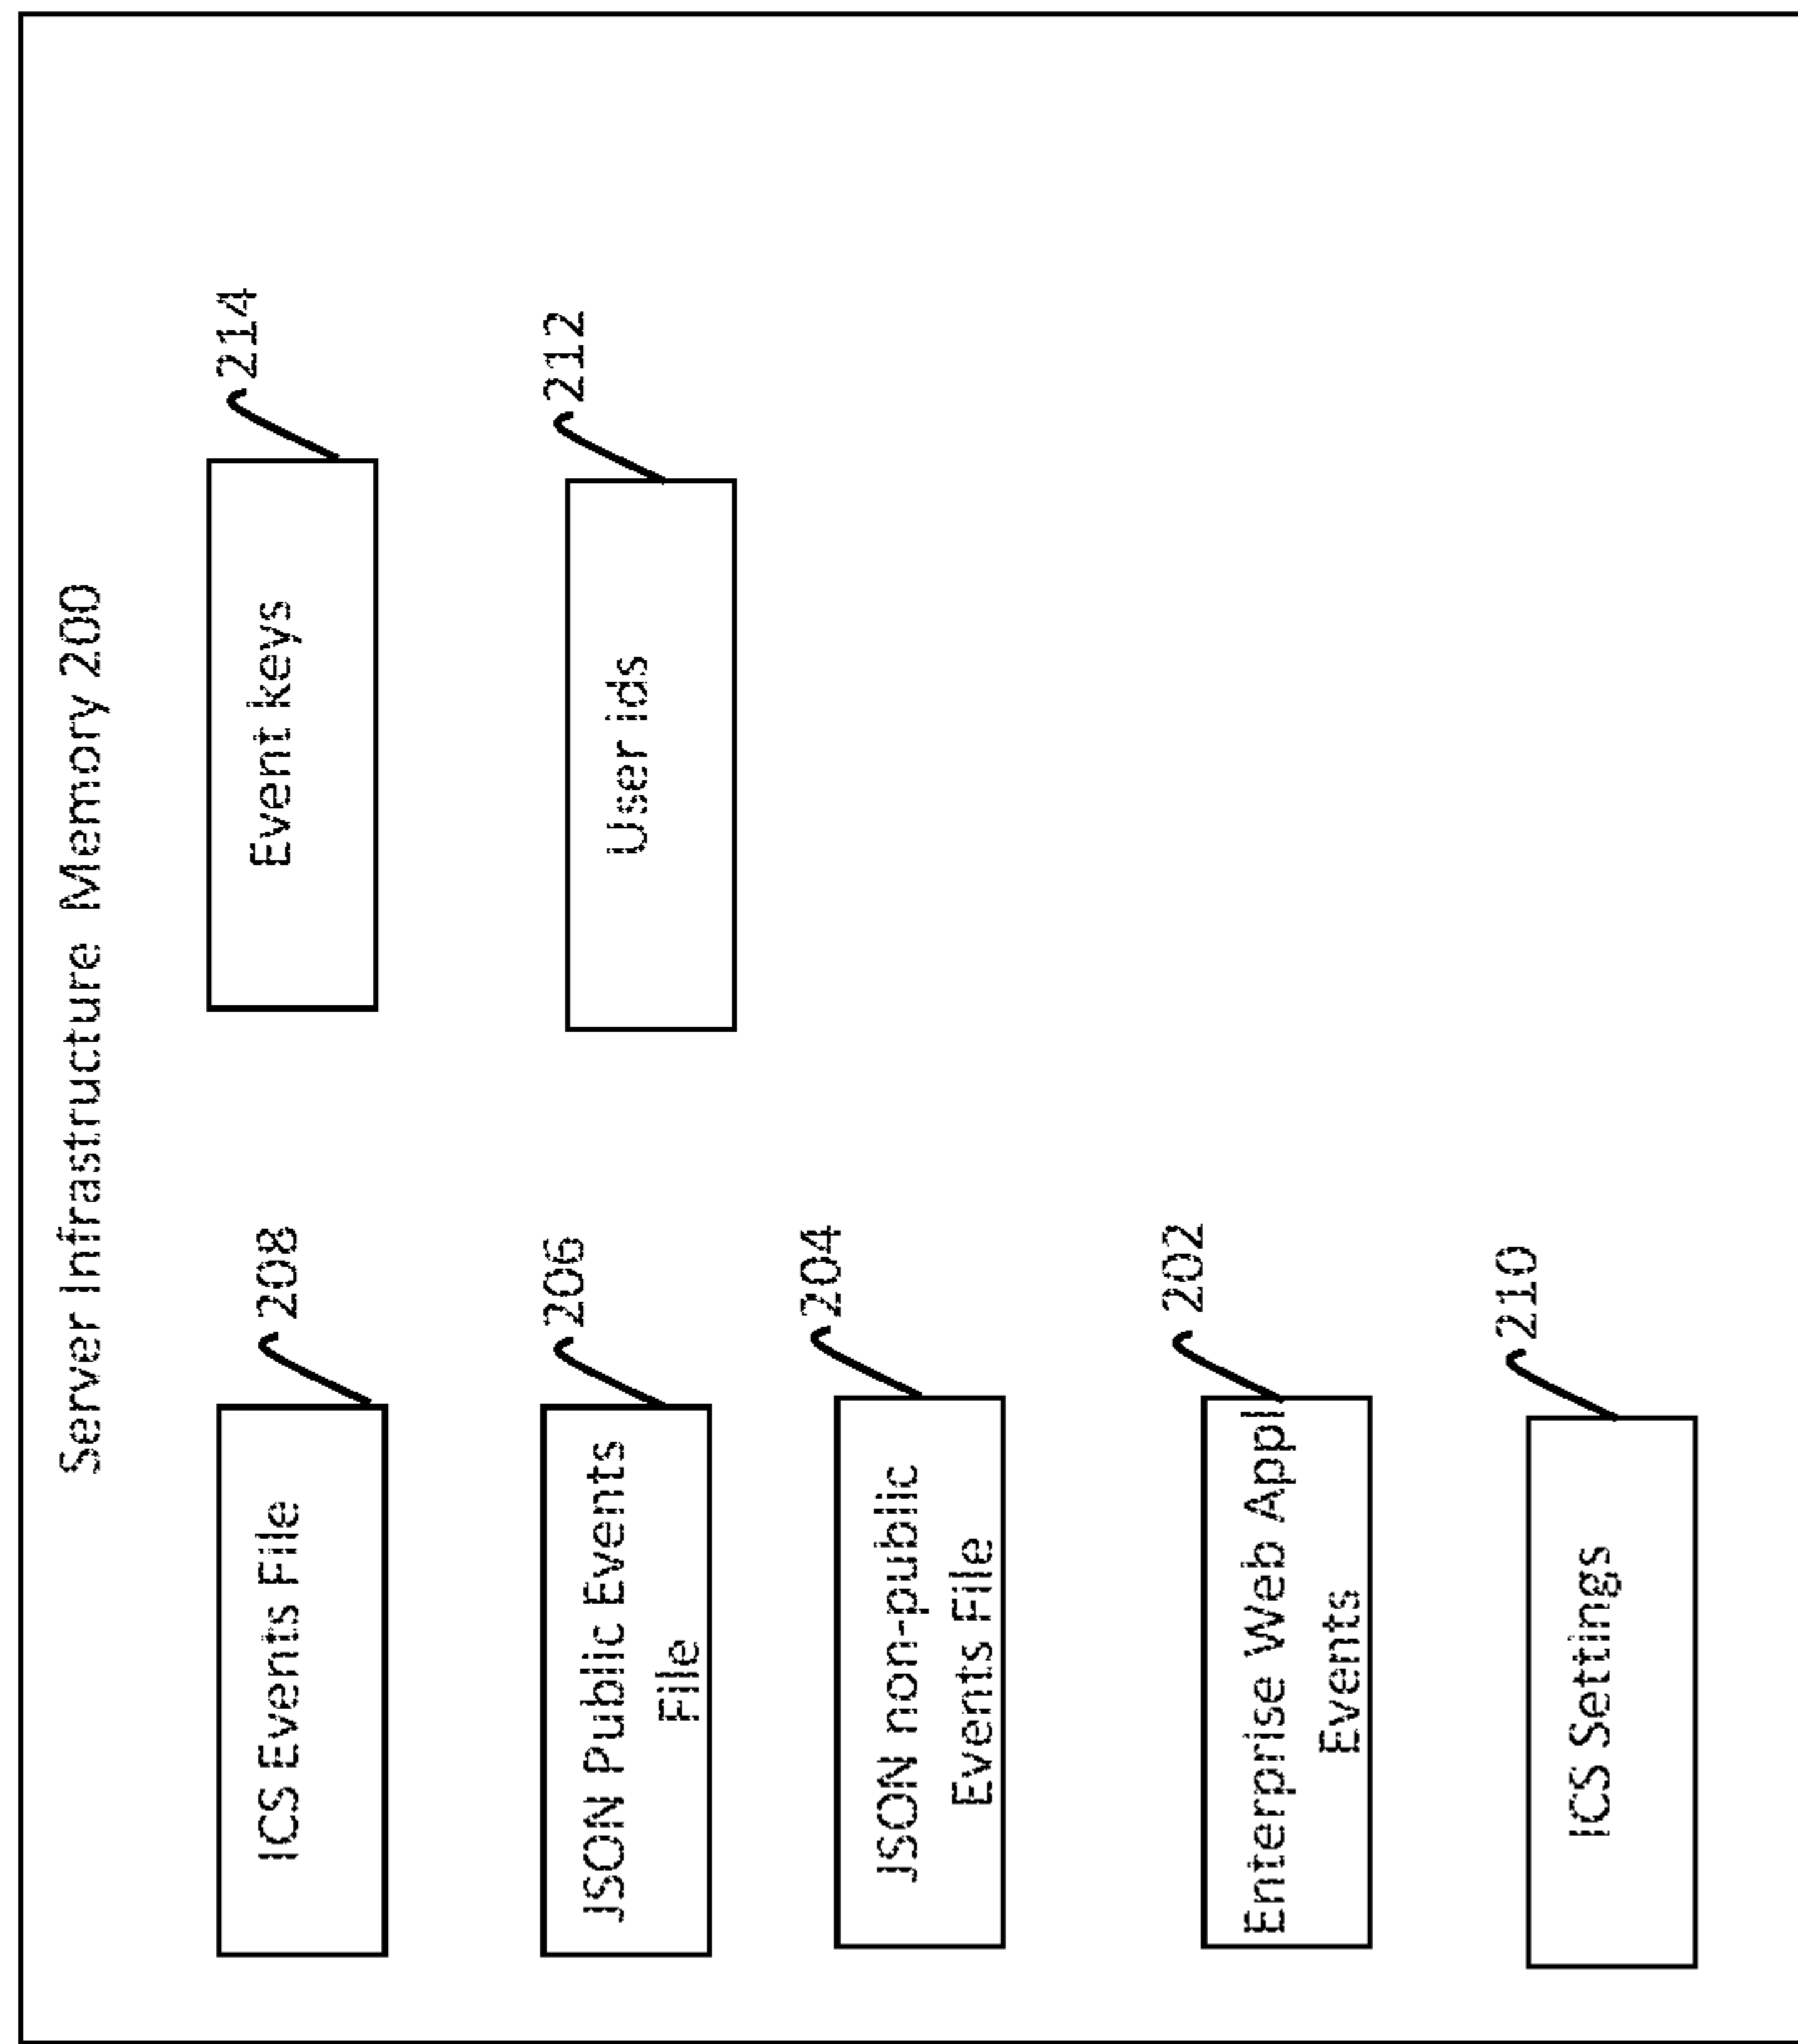 Server Infrastructure Memory 200
ICS Events File
208
Event keys
214
JSON Public Events
File
206
User ids
212
JSON non-public
Events File
204
Enterprise Web Appl
Events
202
ICS Settings
210